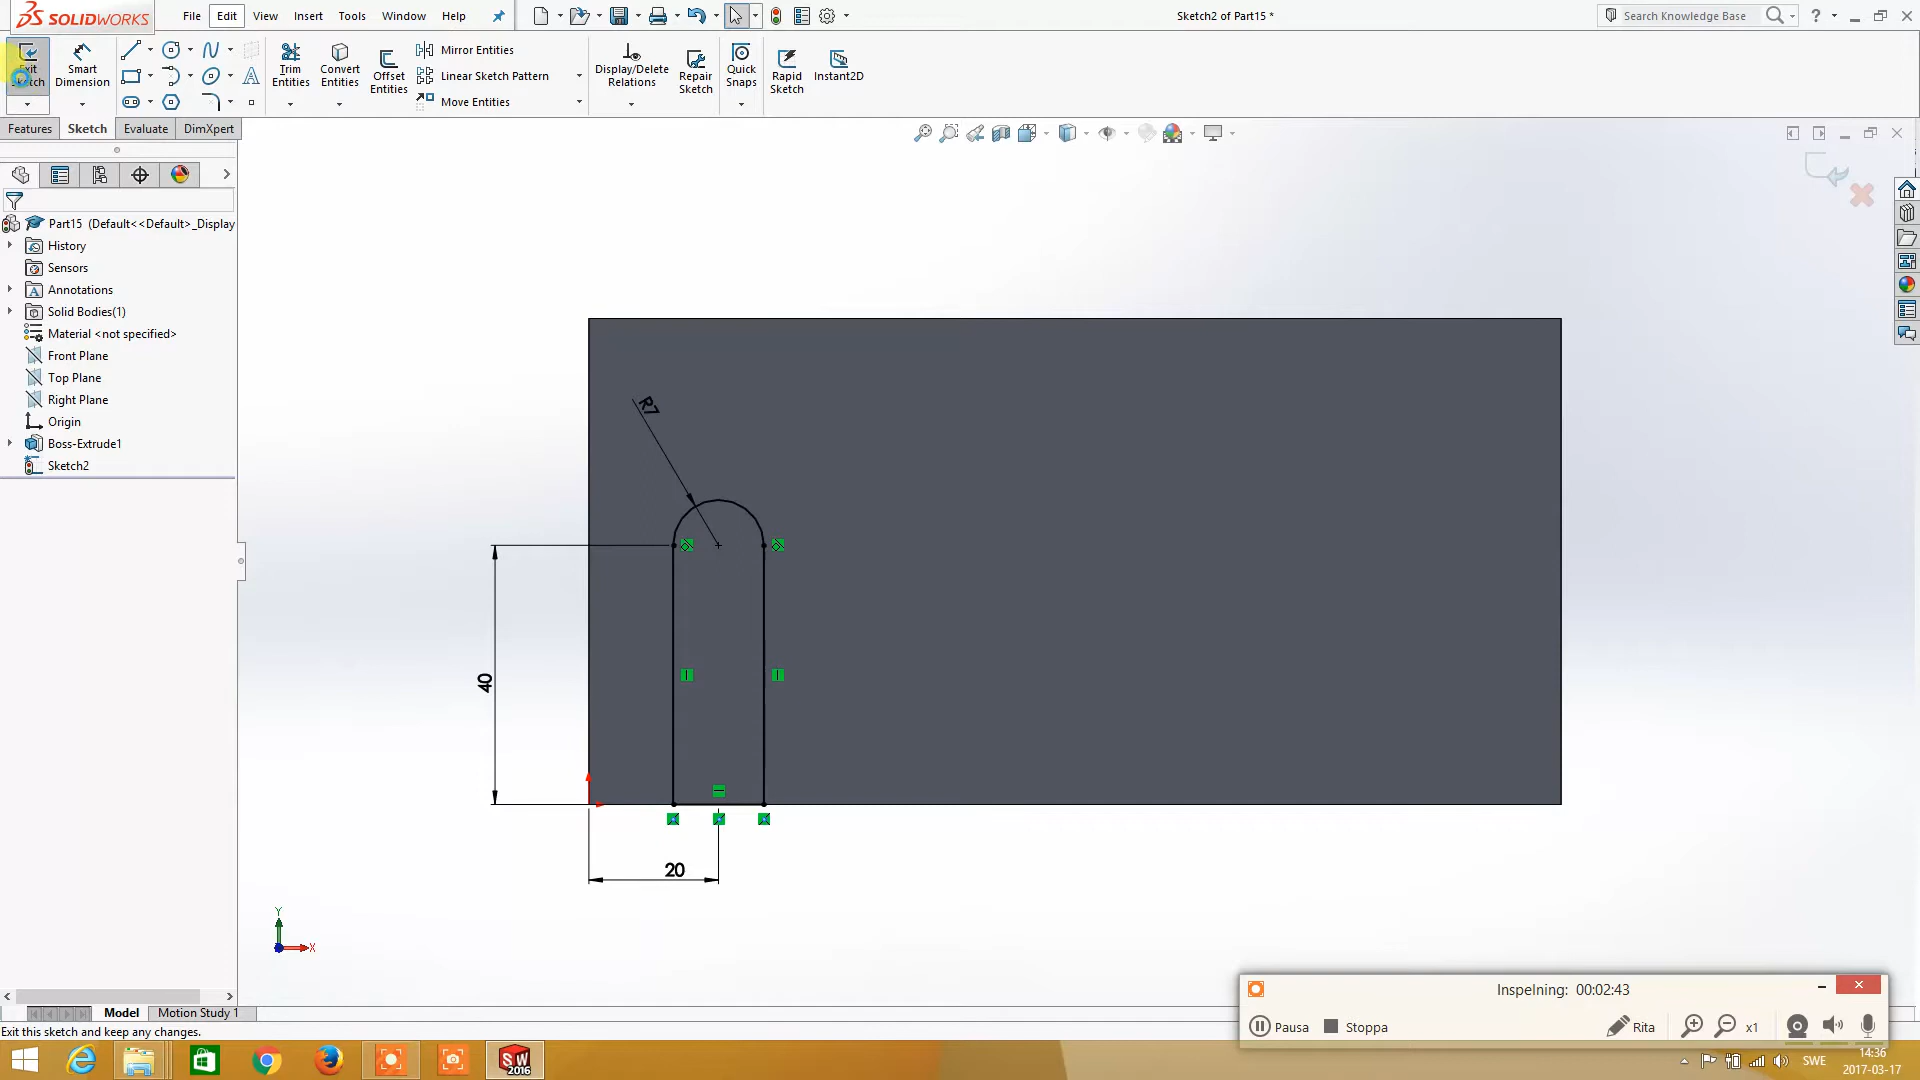 SOLIDWORKS File Edit View Insert Tools Window Help Sketch2 of Part15 * Search Knowledge Base ?
Exit Sketch Smart Dimension Trim Entities Convert Entities Offset Entities Mirror Entities Linear Sketch Pattern Move Entities Display/Delete Relations Repair Sketch Quick Snaps Rapid Sketch Instant2D
Features Sketch Evaluate DimXpert
Part15 (Default<<Default>_Display
History
Sensors
Annotations
Solid Bodies(1)
Material <not specified>
Front Plane
Top Plane
Right Plane
Origin
Boss-Extrude1
Sketch2
R7
40
20
Y
X
Inspelning: 00:02:43
Pausa Stoppa Rita x1
Model Motion Study 1
Exit this sketch and keep any changes.
SW 2016
SWE
14:36
2017-03-17